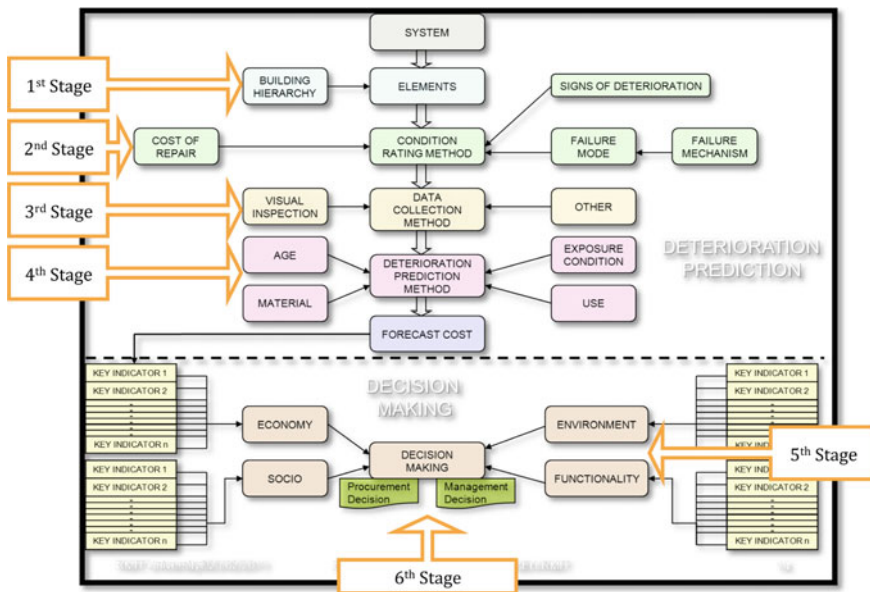 SYSTEM
1st Stage
BUILDING
HIERARCHY
ELEMENTS
SIGNS OF DETERIORATION
2nd Stage
COST OF
REPAIR
CONDITION
RATING METHOD
FAILURE
MODE
FAILURE
MECHANISM
3rd Stage
VISUAL
INSPECTION
DATA
COLLECTION
METHOD
OTHER
DETERIORATION
PREDICTION
4th Stage
AGE
DETERIORATION
PREDICTION
METHOD
EXPOSURE
CONDITION
MATERIAL
USE
FORECAST COST
DECISION
MAKING
KEY INDICATOR 1
KEY INDICATOR 2
KEY INDICATOR n
KEY INDICATOR 1
KEY INDICATOR 2
KEY INDICATOR n
ECONOMY
SOCIO
DECISION
MAKING
Procurement
Decision
Management
Decision
ENVIRONMENT
FUNCTIONALITY
KEY INDICATOR 1
KEY INDICATOR 2
KEY IND
KEY INDICATOR 2
KEY INDICATOR n
5th Stage
6th Stage